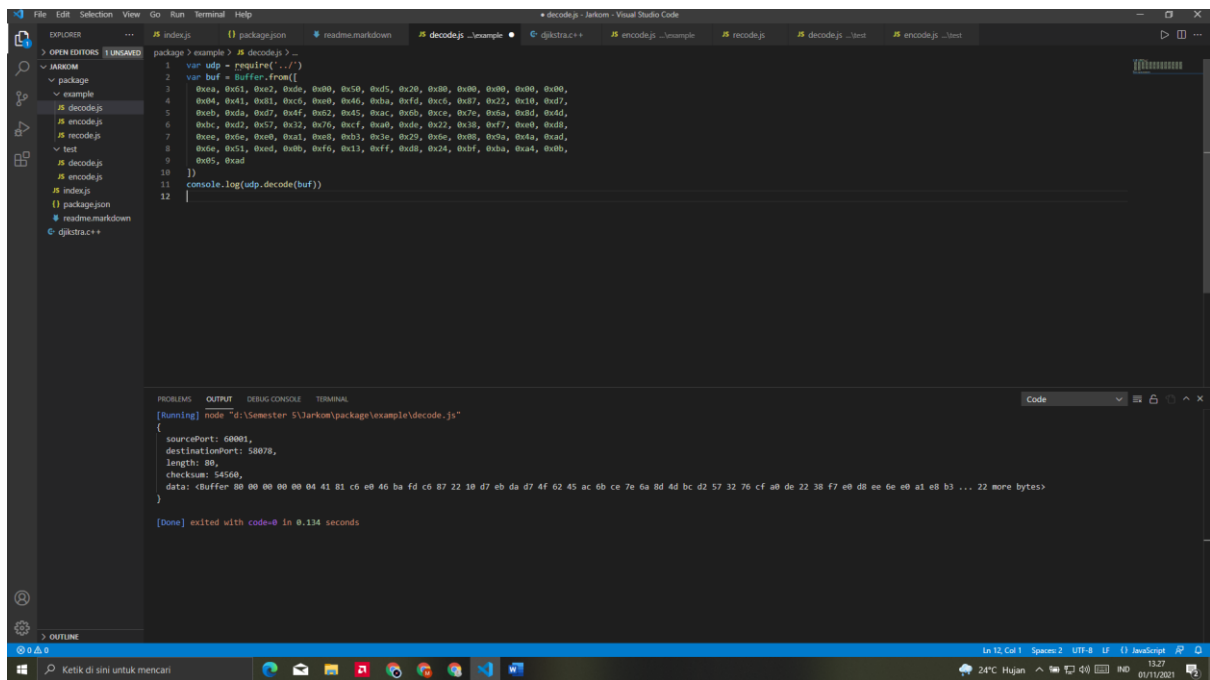 File Edit Selection View Go Run Terminal Help
● decode.js - Jarkom - Visual Studio Code
EXPLORER ...
JS index.js {} package.json readme.markdown JS decode.js ...\example ● djikstra.c++ JS encode.js ...\example JS recode.js JS decode.js ...\test JS encode.js ...\test
> OPEN EDITORS 1 UNSAVED
JARKOM
package
example
JS decode.js
JS encode.js
JS recode.js
test
JS decode.js
JS encode.js
JS index.js
{} package.json
readme.markdown
djikstra.c++
> OUTLINE
package > example > JS decode.js > ...
1 var udp = require('../')
2 var buf = Buffer.from([
3 0xea, 0x61, 0xe2, 0xde, 0x00, 0x50, 0xd5, 0x20, 0x80, 0x00, 0x00, 0x00, 0x00,
4 0x04, 0x41, 0x81, 0xc6, 0xe0, 0x46, 0xba, 0xfd, 0xc6, 0x87, 0x22, 0x10, 0xd7,
5 0xeb, 0xda, 0xd7, 0x4f, 0x62, 0x45, 0xac, 0x6b, 0xce, 0x7e, 0x6a, 0x8d, 0x4d,
6 0xbc, 0xd2, 0x57, 0x32, 0x76, 0xcf, 0xa0, 0xde, 0x22, 0x38, 0xf7, 0xe0, 0xd8,
7 0xee, 0x6e, 0xe0, 0xa1, 0xe8, 0xb3, 0x3e, 0x29, 0x6e, 0x08, 0x9a, 0x4a, 0xad,
8 0x6e, 0x51, 0xed, 0x0b, 0xf6, 0x13, 0xff, 0xd8, 0x24, 0xbf, 0xba, 0xa4, 0x0b,
9 0x05, 0xad
10 ])
11 console.log(udp.decode(buf))
12
PROBLEMS OUTPUT DEBUG CONSOLE TERMINAL
Code
[Running] node "d:\Semester 5\Jarkom\package\example\decode.js"
{
sourcePort: 60001,
destinationPort: 58078,
length: 80,
checksum: 54560,
data: <Buffer 80 00 00 00 00 04 41 81 c6 e0 46 ba fd c6 87 22 10 d7 eb da d7 4f 62 45 ac 6b ce 7e 6a 8d 4d bc d2 57 32 76 cf a0 de 22 38 f7 e0 d8 ee 6e e0 a1 e8 b3 ... 22 more bytes>
}
[Done] exited with code=0 in 0.134 seconds
0 0
Ln 12, Col 1 Spaces: 2 UTF-8 LF {} JavaScript
Ketik di sini untuk mencari
24°C Hujan
IND
13.27
01/11/2021